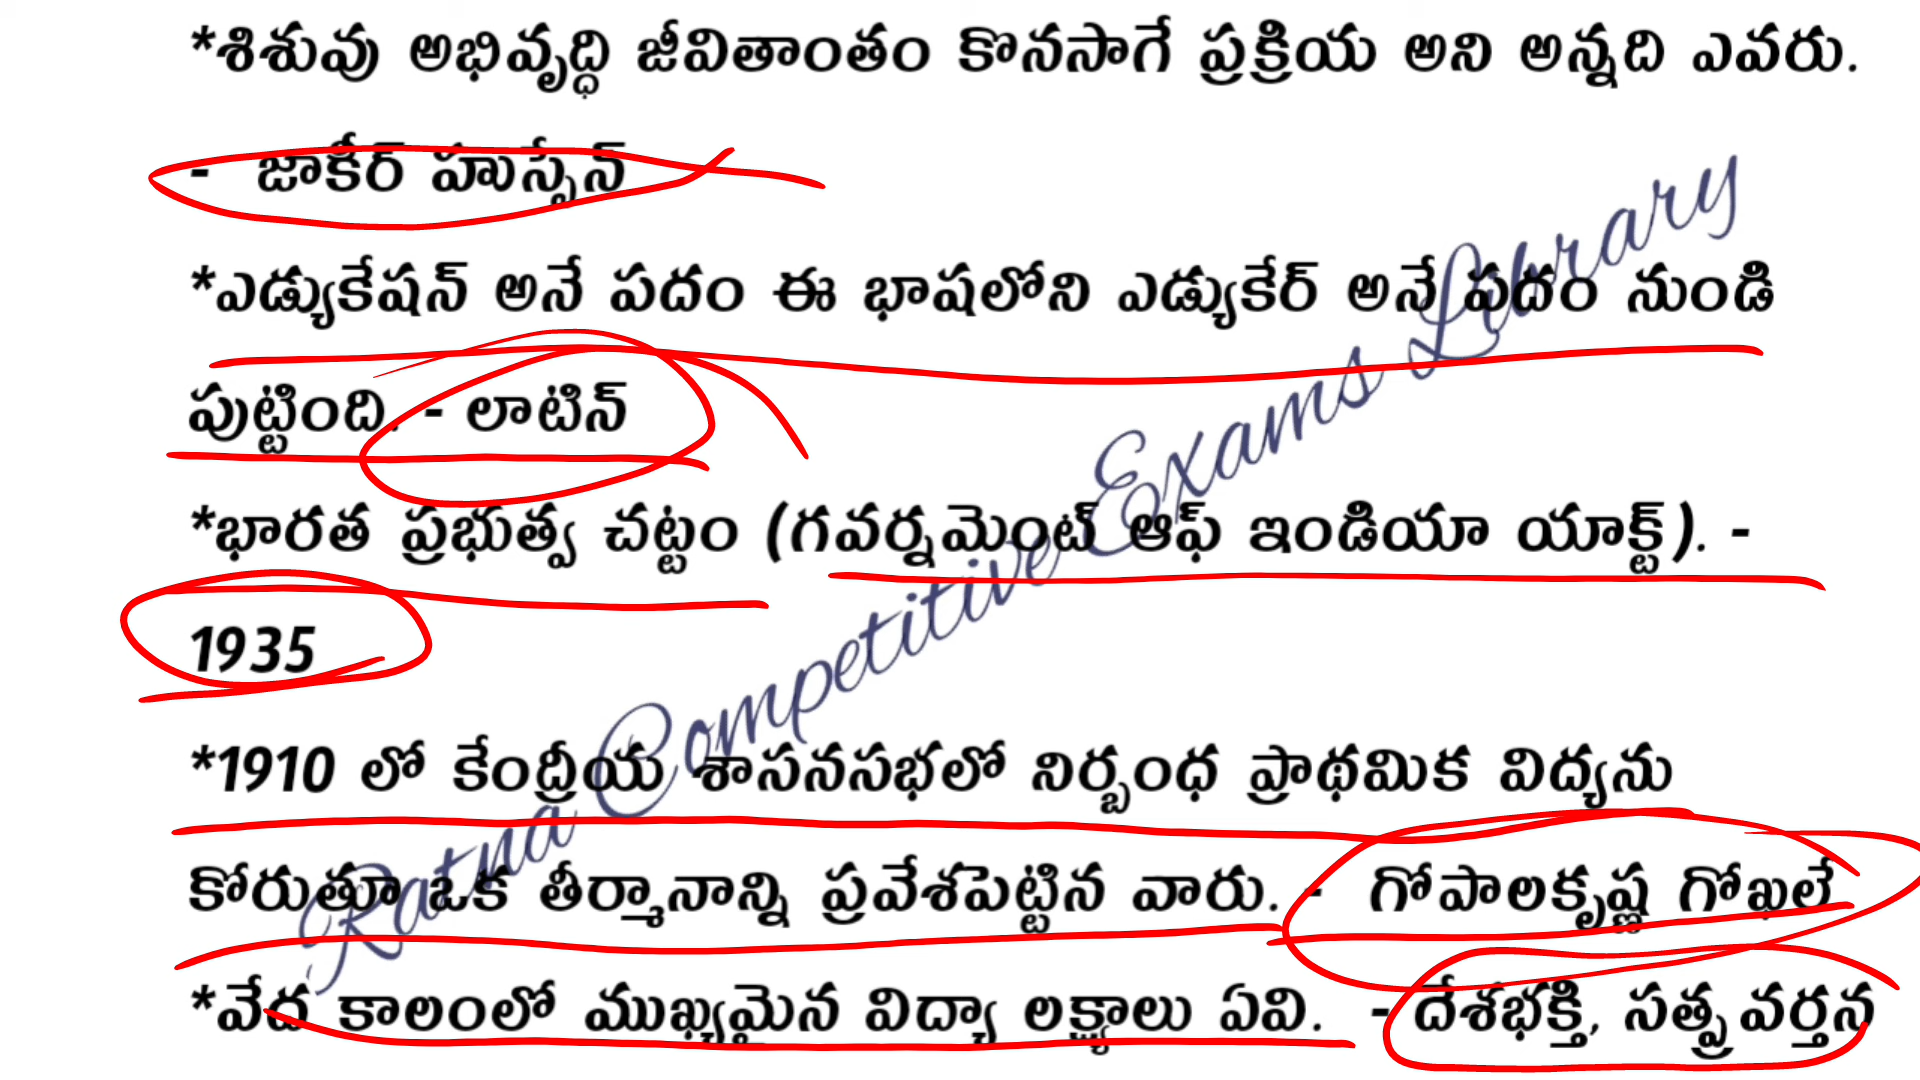 *శిశువు అభివృద్ధి జీవితాంతం కొనసాగే ప్రక్రియ అని అన్నది ఎవరు.
- జాకీర్ హుస్సేన్
*ఎడ్యుకేషన్ అనే పదం ఈ భాషలోని ఎడ్యుకేర్ అనే పదం నుండి
పుట్టింది. - లాటిన్
*భారత ప్రభుత్వ చట్టం (గవర్నమెంట్ ఆఫ్ ఇండియా యాక్ట్). -
1935
*1910 లో కేంద్రీయ శాసనసభలో నిర్బంధ ప్రాథమిక విద్యను
కోరుతూ ఒక తీర్మానాన్ని ప్రవేశపెట్టిన వారు. - గోపాలకృష్ణ గోఖలే
*వేద కాలంలో ముఖ్యమైన విద్యా లక్ష్యాలు ఏవి. - దేశభక్తి, సత్ప్రవర్తన
Ratna Competitive Exams Library